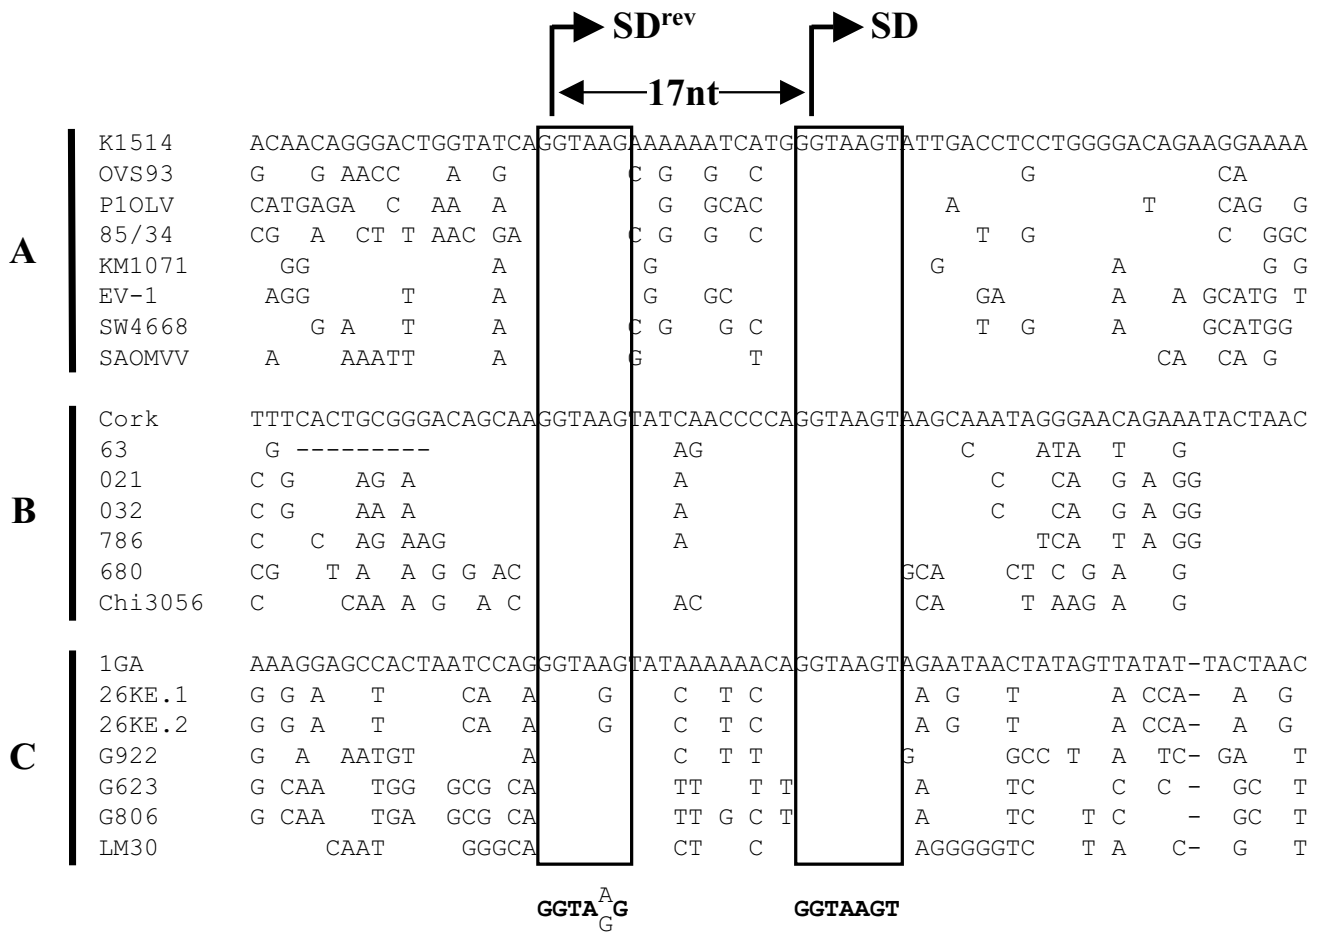 SDrev SD
17nt
A
K1514 ACAACAGGGACTGGTATCAGGTAAGAAAAAATCATGGGTAAGTATTGACCTCCTGGGGACAGAAGGAAAA
OVS93 G G AACC A G C G G C G CA
P1OLV CATGAGA C AA A G GCAC A T CAG G
85/34 CG A CT T AAC GA C G G C T G C GGC
KM1071 GG A G G A G G
EV-1 AGG T A G GC GA A A GCATG T
SW4668 G A T A C G G C T G A GCATGG
SAOMVV A AAATT A G T CA CA G
B
Cork TTTCACTGCGGGACAGCAAGGTAAGTATCAACCCCAGGTAAGTAAGCAAATAGGGAACAGAAATACTAAC
63 G --------- AG C ATA T G
021 C G AG A A C CA G A GG
032 C G AA A A C CA G A GG
786 C C AG AAG A TCA T A GG
680 CG T A A G G AC GCA CT C G A G
Chi3056 C CAA A G A C AC CA T AAG A G
C
1GA AAAGGAGCCACTAATCCAGGGTAAGTATAAAAAACAGGTAAGTAGAATAACTATAGTTATAT-TACTAAC
26KE.1 G G A T CA A G C T C A G T A CCA- A G
26KE.2 G G A T CA A G C T C A G T A CCA- A G
G922 G A AATGT A C T T G GCC T A TC- GA T
G623 G CAA TGG GCG CA TT T T A TC C C - GC T
G806 G CAA TGA GCG CA TT G C T A TC T C - GC T
LM30 CAAT GGGCA CT C AGGGGGTC T A C- G T
A
GGTA G GGTAAGT
G